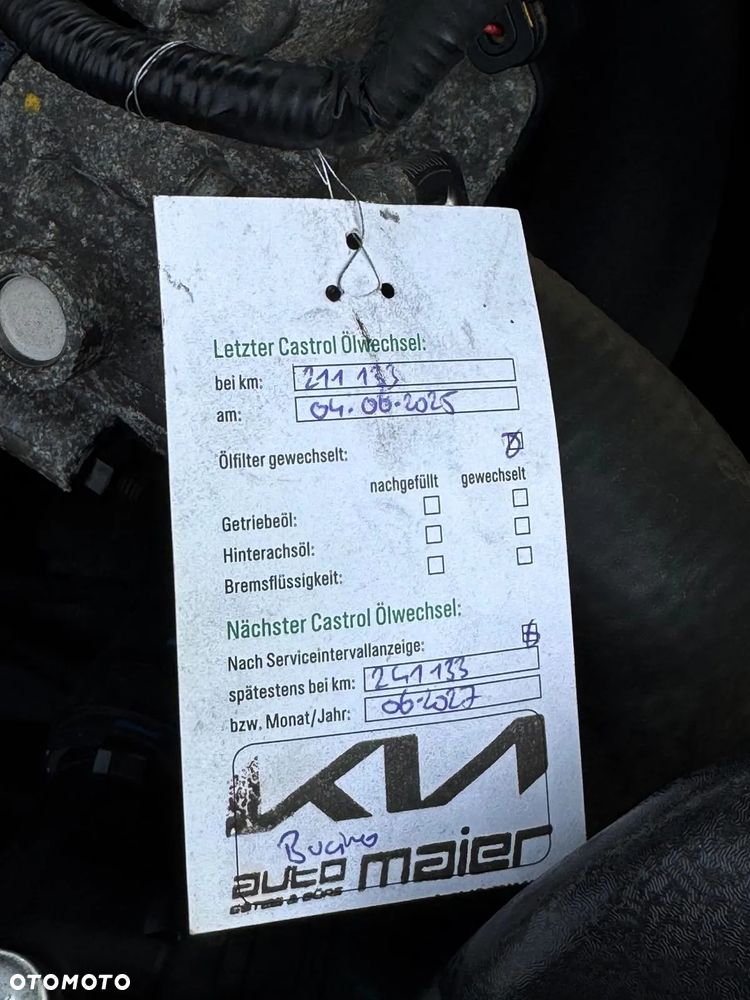 Letzter Castrol Ölwechsel:
bei km: 211 133
am: 04.06.2025
Ölfilter gewechselt:
nachgefüllt gewechselt
Getriebeöl:
Hinterachsöl:
Bremsflüssigkeit:
Nächster Castrol Ölwechsel:
Nach Serviceintervallanzeige:
spätestens bei km: 241 133
bzw. Monat/Jahr: 06.2027
KIA
auto maier
OTOMOTO